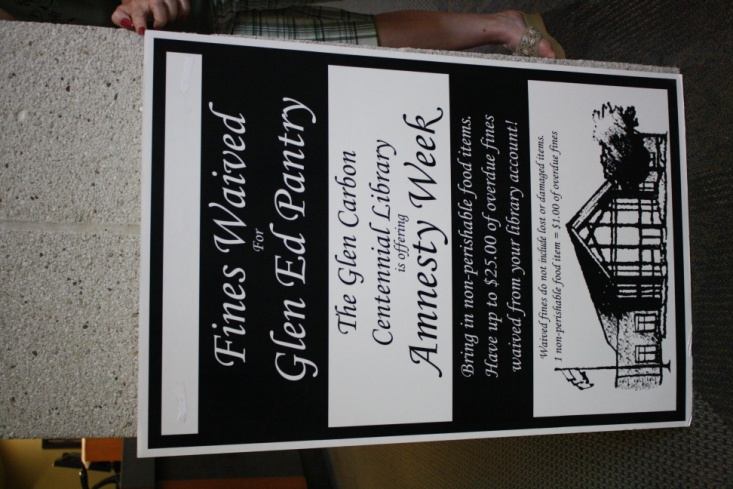 Fines Waived
For
Glen Ed Pantry
The Glen Carbon
Centennial Library
is offering
Amnesty Week
Bring in non-perishable food items.
Have up to $25.00 of overdue fines
waived from your library account!
Waived fines do not include lost or damaged items.
1 non-perishable food item = $1.00 of overdue fines